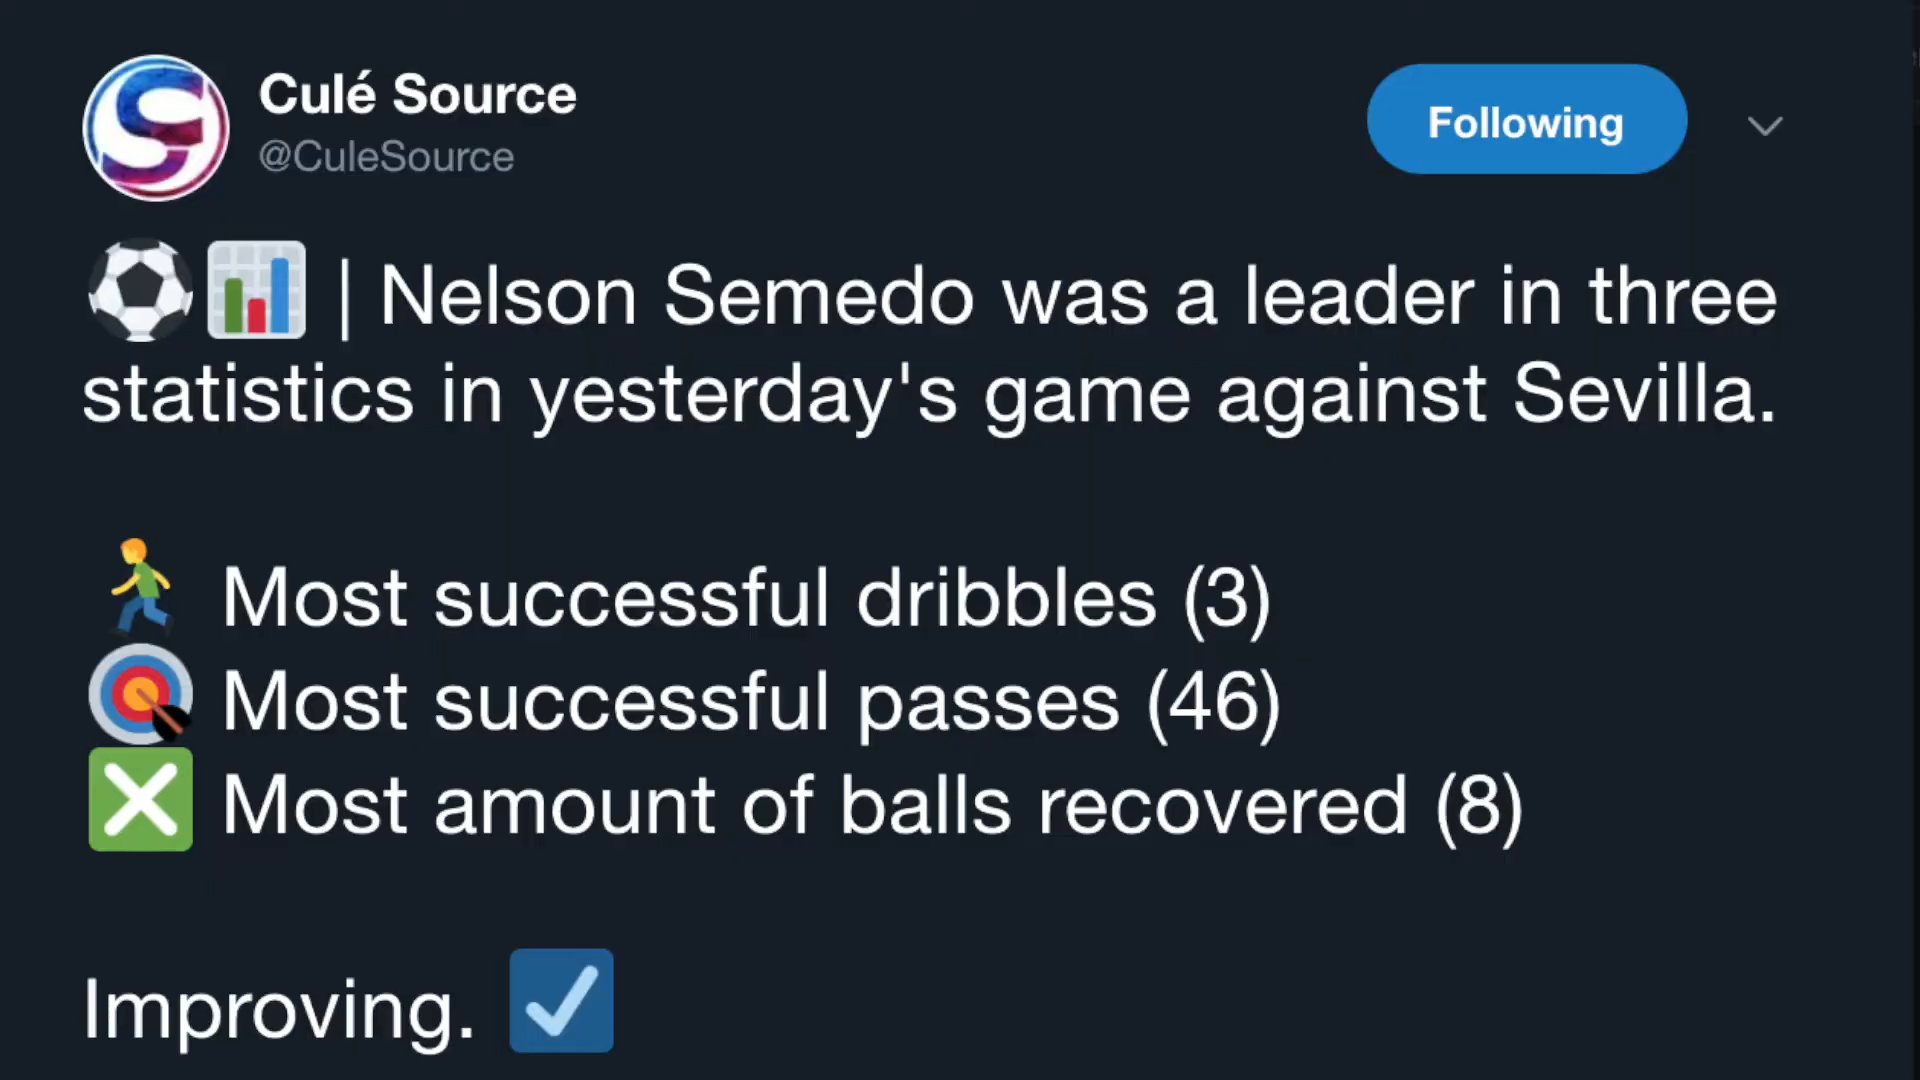 Culé Source
@CuleSource
Following
⚽📊 | Nelson Semedo was a leader in three
statistics in yesterday's game against Sevilla.
🏃 Most successful dribbles (3)
🎯 Most successful passes (46)
❎ Most amount of balls recovered (8)
Improving. ☑️